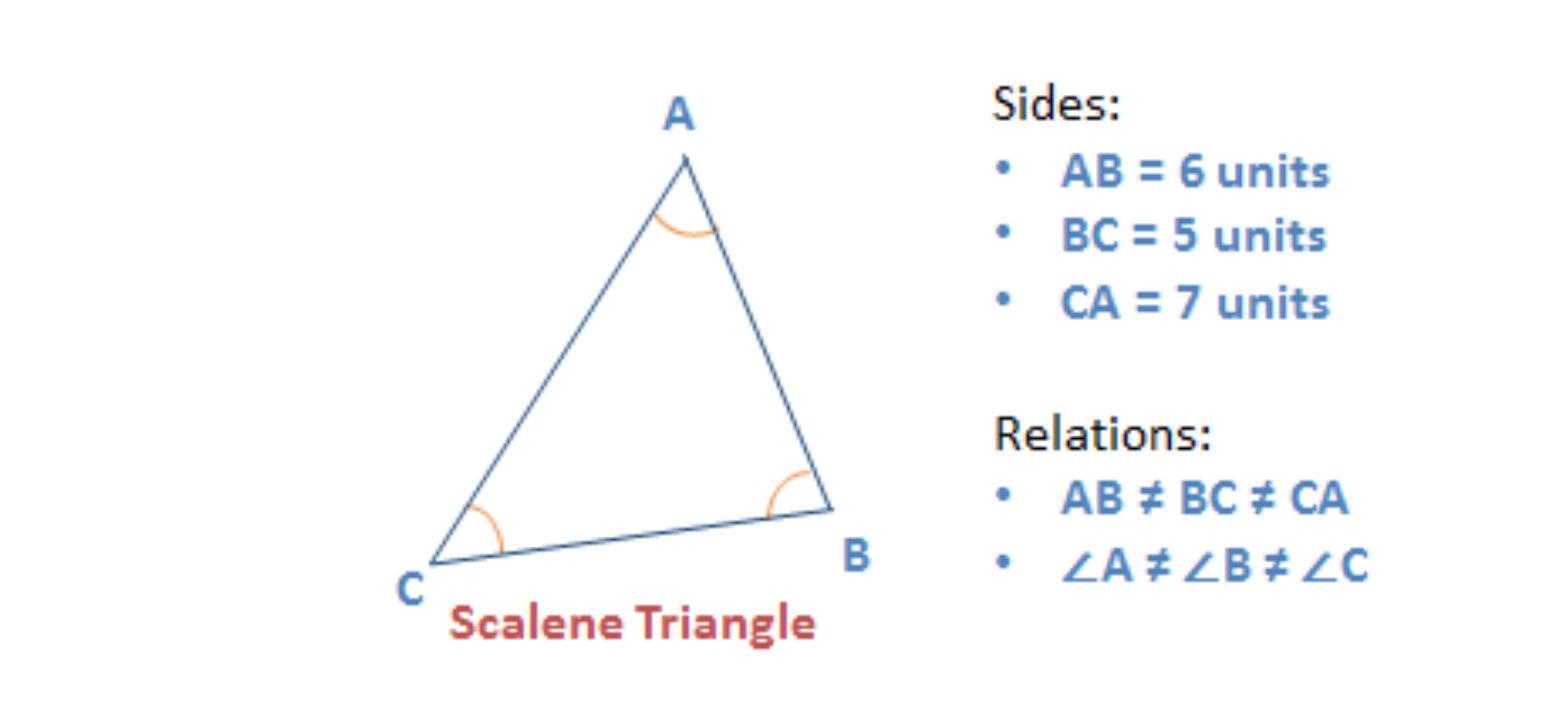 A
C
B
Scalene Triangle
Sides:
• AB = 6 units
• BC = 5 units
• CA = 7 units
Relations:
• AB ≠ BC ≠ CA
• ∠A ≠ ∠B ≠ ∠C